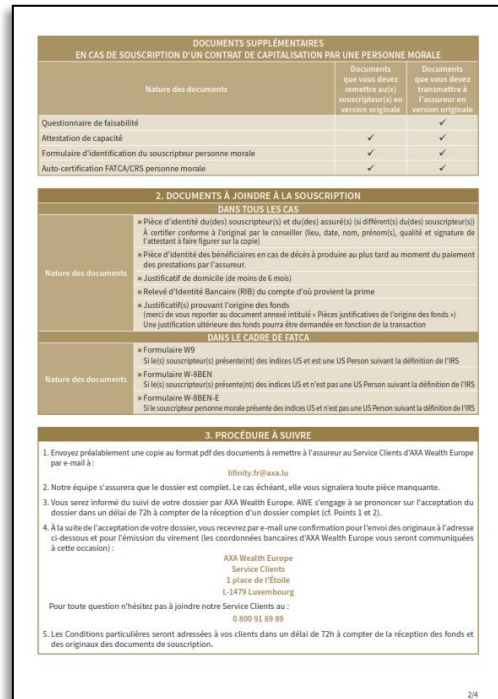 DOCUMENTS SUPPLÉMENTAIRES
EN CAS DE SOUSCRIPTION D'UN CONTRAT DE CAPITALISATION PAR UNE PERSONNE MORALE
Nature des documents
Documents
que vous devez
remettre au(x)
souscripteur(s) en
version originale
Documents
que vous devez
transmettre à
l'assureur en
version originale
Questionnaire de faisabilité ✓
Attestation de capacité ✓ ✓
Formulaire d'identification du souscripteur personne morale ✓ ✓
Auto-certification FATCA/CRS personne morale ✓ ✓
2. DOCUMENTS À JOINDRE À LA SOUSCRIPTION
DANS TOUS LES CAS
Nature des documents
■ Pièce d'identité du(des) souscripteur(s) et du(des) assuré(s) (si différent(s) du(des) souscripteur(s))
À certifier conforme à l'original par le conseiller (lieu, date, nom, prénom(s), qualité et signature de
l'attestant à faire figurer sur la copie)
■ Pièce d'identité des bénéficiaires en cas de décès à produire au plus tard au moment du paiement
des prestations par l'assureur.
■ Justificatif de domicile (de moins de 6 mois)
■ Relevé d'Identité Bancaire (RIB) du compte d'où provient la prime
■ Justificatif(s) prouvant l'origine des fonds
(merci de vous reporter au document annexé intitulé « Pièces justificatives de l'origine des fonds »)
Une justification ultérieure des fonds pourra être demandée en fonction de la transaction
DANS LE CADRE DE FATCA
Nature des documents
■ Formulaire W9
Si le(s) souscripteur(s) présente(nt) des indices US et est une US Person suivant la définition de l'IRS
■ Formulaire W-8BEN
Si le(s) souscripteur(s) présente(nt) des indices US et n'est pas une US Person suivant la définition de l'IRS
■ Formulaire W-8BEN-E
Si le souscripteur personne morale présente des indices US et n'est pas une US Person suivant la définition de l'IRS
3. PROCÉDURE À SUIVRE
1. Envoyez préalablement une copie au format pdf des documents à remettre à l'assureur au Service Clients d'AXA Wealth Europe
par e-mail à :
lifinity.fr@axa.lu
2. Notre équipe s'assurera que le dossier est complet. Le cas échéant, elle vous signalera toute pièce manquante.
3. Vous serez informé du suivi de votre dossier par AXA Wealth Europe. AWE s'engage à se prononcer sur l'acceptation du
dossier dans un délai de 72h à compter de la réception d'un dossier complet (cf. Points 1 et 2).
4. À la suite de l'acceptation de votre dossier, vous recevrez par e-mail une confirmation pour l'envoi des originaux à l'adresse
ci-dessous et pour l'émission du virement (les coordonnées bancaires d'AXA Wealth Europe vous seront communiquées
à cette occasion) :
AXA Wealth Europe
Service Clients
1 place de l'Étoile
L-1479 Luxembourg
Pour toute question n'hésitez pas à joindre notre Service Clients au :
0 800 91 89 89
5. Les Conditions particulières seront adressées à vos clients dans un délai de 72h à compter de la réception des fonds et
des originaux des documents de souscription.
2/4